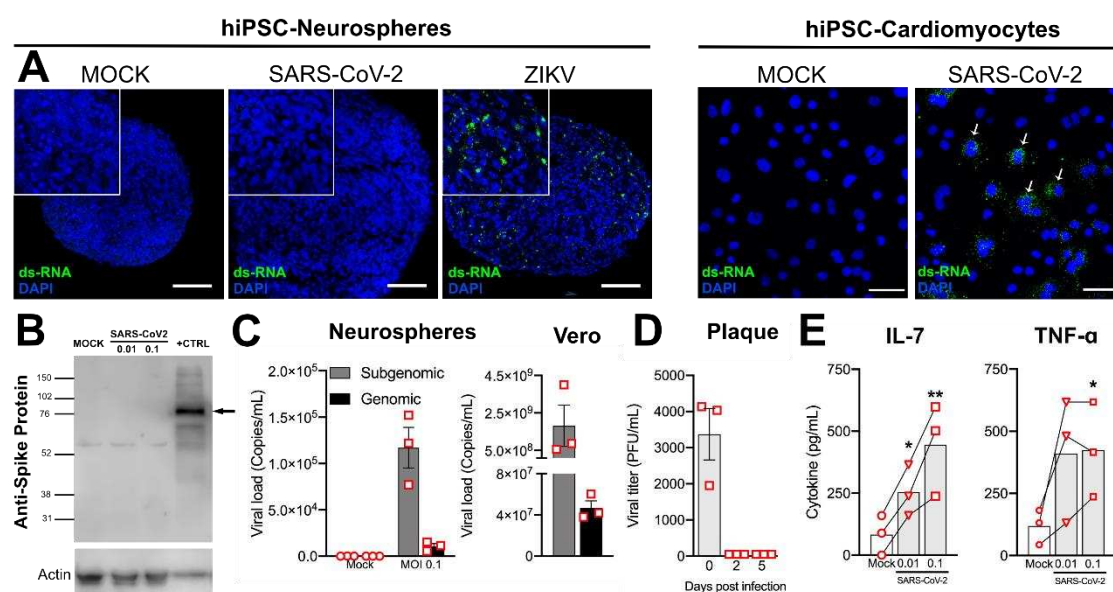 hiPSC-Neurospheres
hiPSC-Cardiomyocytes
A
MOCK
SARS-CoV-2
ZIKV
MOCK
SARS-CoV-2
ds-RNA
DAPI
ds-RNA
DAPI
ds-RNA
DAPI
ds-RNA
DAPI
ds-RNA
DAPI
B
MOCK
SARS-CoV2
0.01 0.1
+CTRL
Anti-Spike Protein
150
102
76
52
38
31
Actin
C
Neurospheres
Viral load (Copies/mL)
2.0×10⁵
1.5×10⁵
1.0×10⁵
5.0×10⁴
0.0
Subgenomic
Genomic
Mock
MOI 0.1
Vero
Viral load (Copies/mL)
4.5×10⁹
2.5×10⁹
5.0×10⁸
8×10⁷
4×10⁷
0
D
Plaque
Viral titer (PFU/mL)
5000
4000
3000
2000
1000
0
0 2 5
Days post infection
E
IL-7
Cytokine (pg/mL)
750
500
250
0
*
**
Mock 0.01 0.1
SARS-CoV-2
TNF-α
750
500
250
0
*
Mock 0.01 0.1
SARS-CoV-2